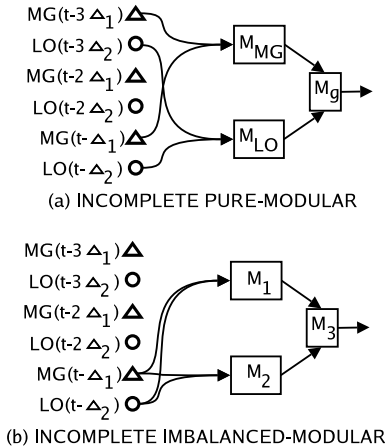 MG(t-3 △1)
LO(t-3 △2)
MG(t-2 △1)
LO(t-2 △2)
MG(t-△1)
LO(t-△2)
MMG
MLO
Mg
(a) INCOMPLETE PURE-MODULAR
MG(t-3 △1)
LO(t-3 △2)
MG(t-2 △1)
LO(t-2 △2)
MG(t-△1)
LO(t-△2)
M1
M2
M3
(b) INCOMPLETE IMBALANCED-MODULAR